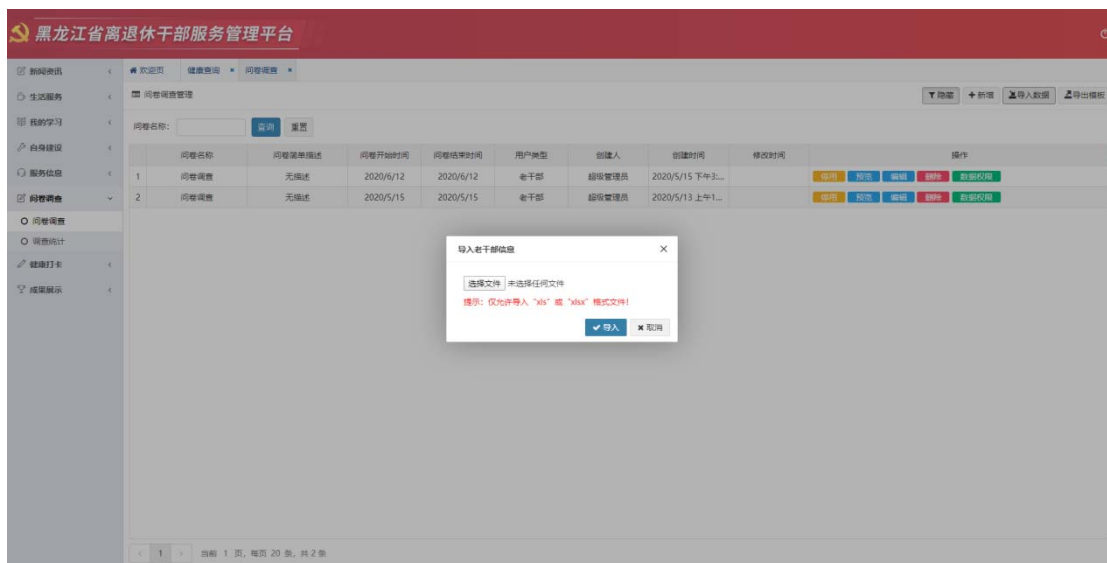 黑龙江省离退休干部服务管理平台
新闻资讯
生活服务
我的学习
自身建设
服务信息
问卷调查
问卷调查
调查统计
健康打卡
成果展示
欢迎页 健康查询 × 问卷调查 ×
问卷调查管理 隐藏 +新增 导入数据 导出模板
问卷名称: 查询 重置
问卷名称 问卷简单描述 问卷开始时间 问卷结束时间 用户类型 创建人 创建时间 修改时间 操作
1 问卷调查 无描述 2020/6/12 2020/6/12 老干部 超级管理员 2020/5/15 下午3:... 停用 预览 编辑 删除 数据权限
2 问卷调查 无描述 2020/5/15 2020/5/15 老干部 超级管理员 2020/5/13 上午1... 停用 预览 编辑 删除 数据权限
导入老干部信息 ×
选择文件 未选择任何文件
提示：仅允许导入“xls”或“xlsx”格式文件!
导入 取消
< 1 > 当前 1 页, 每页 20 条, 共 2 条